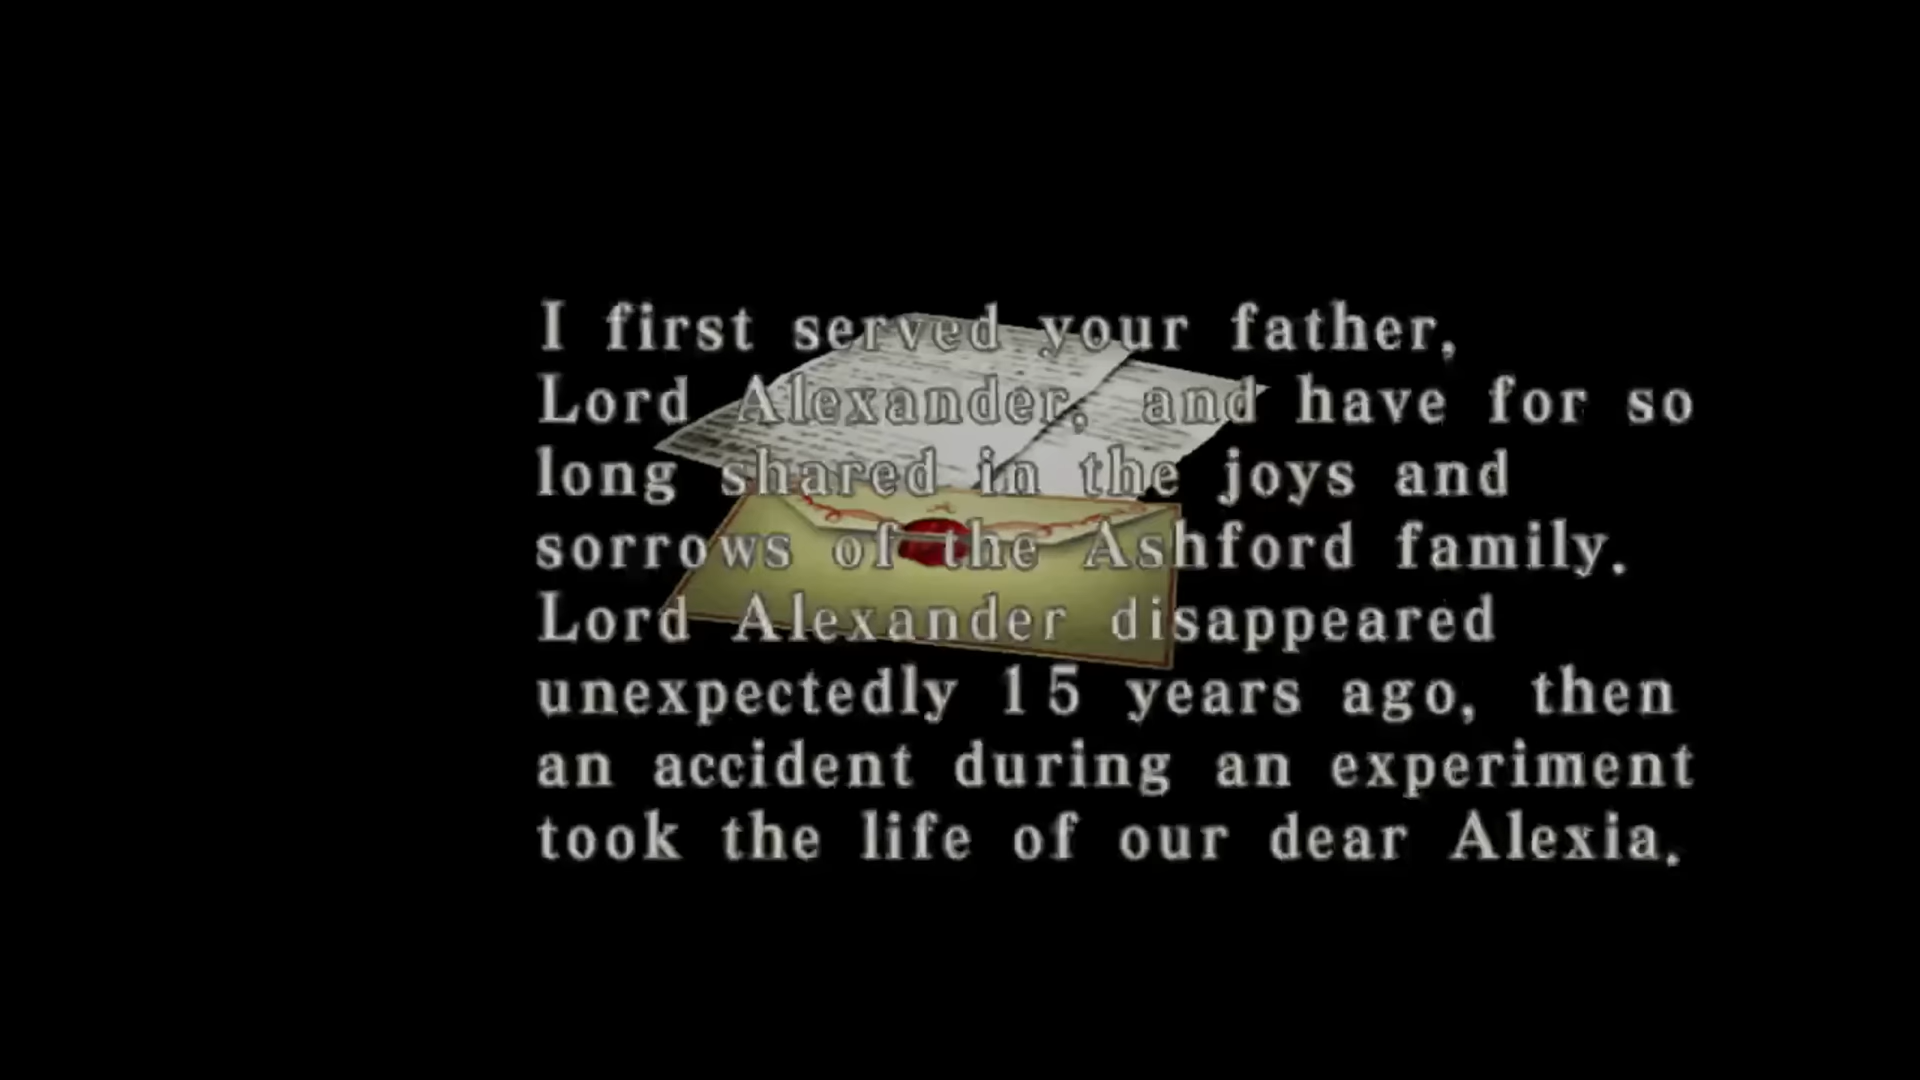 I first served your father,
Lord Alexander, and have for so
long shared in the joys and
sorrows of the Ashford family.
Lord Alexander disappeared
unexpectedly 15 years ago, then
an accident during an experiment
took the life of our dear Alexia.